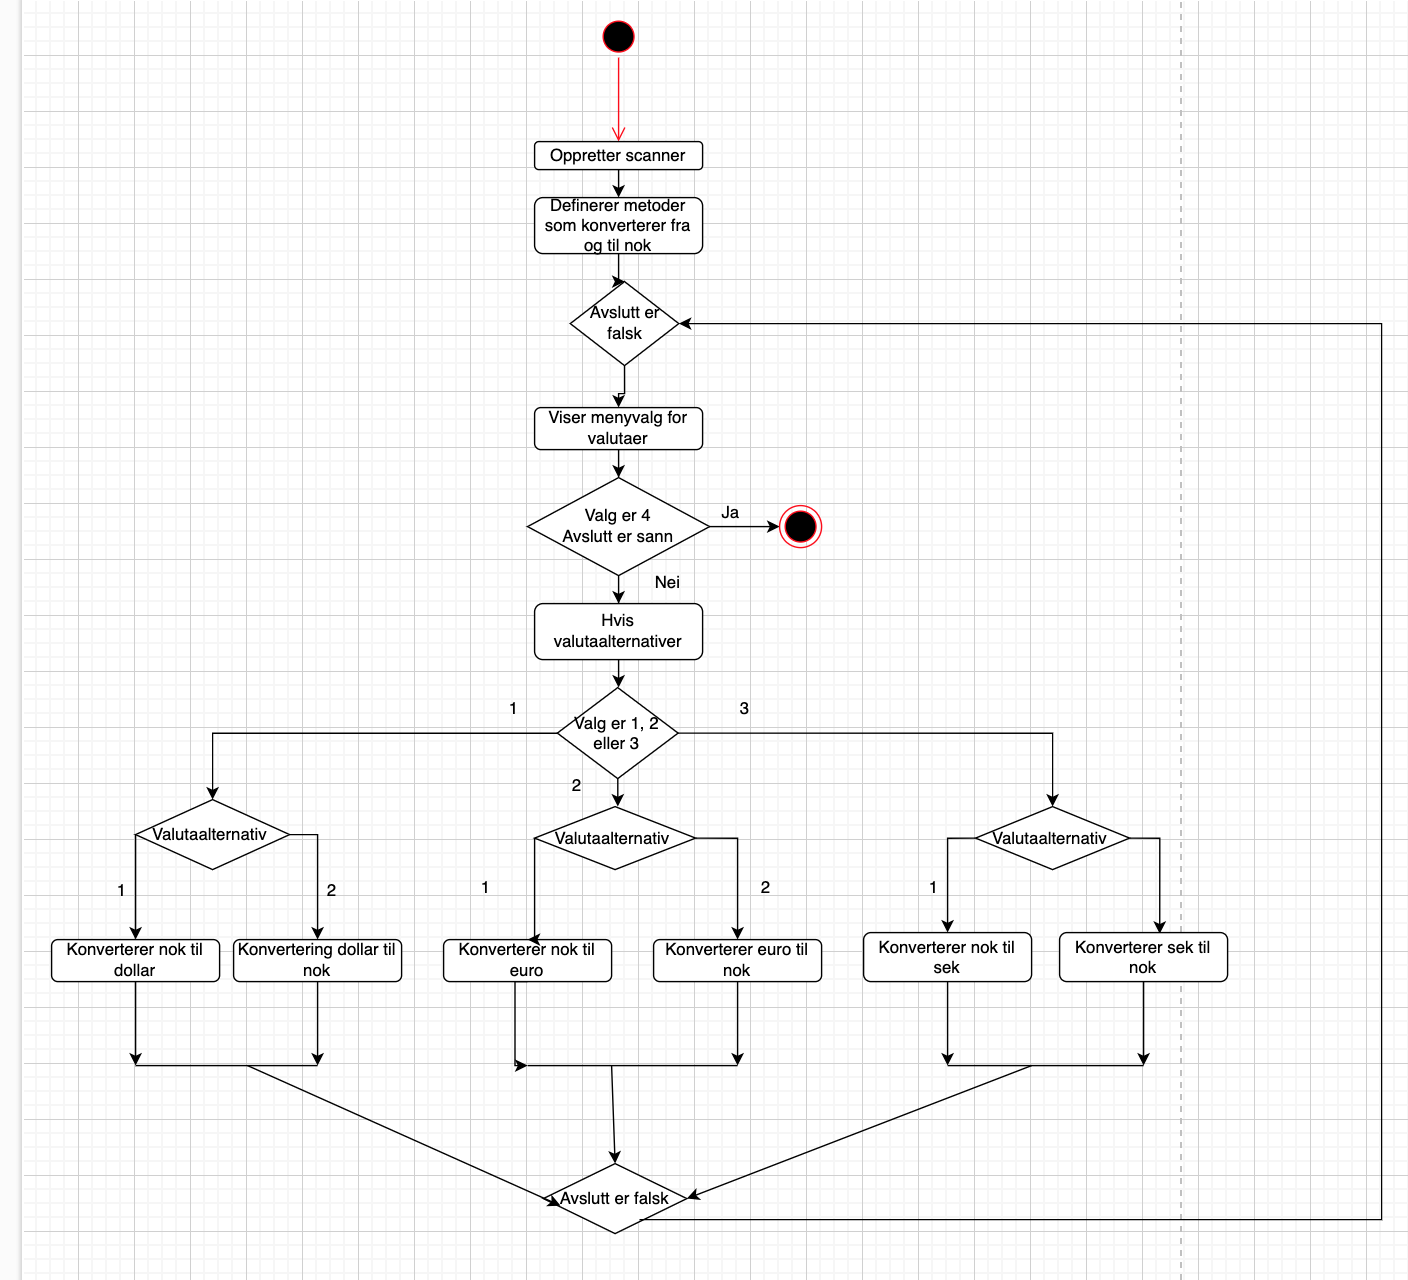 Oppretter scanner
Definerer metoder
som konverterer fra
og til nok
Avslutt er
falsk
Viser menyvalg for
valutaer
Valg er 4
Avslutt er sann
Ja
Nei
Hvis
valutaalternativer
1
3
Valg er 1, 2
eller 3
2
Valutaalternativ
Valutaalternativ
Valutaalternativ
1
2
1
2
1
Konverterer nok til
dollar
Konvertering dollar til
nok
Konverterer nok til
euro
Konverterer euro til
nok
Konverterer nok til
sek
Konverterer sek til
nok
Avslutt er falsk